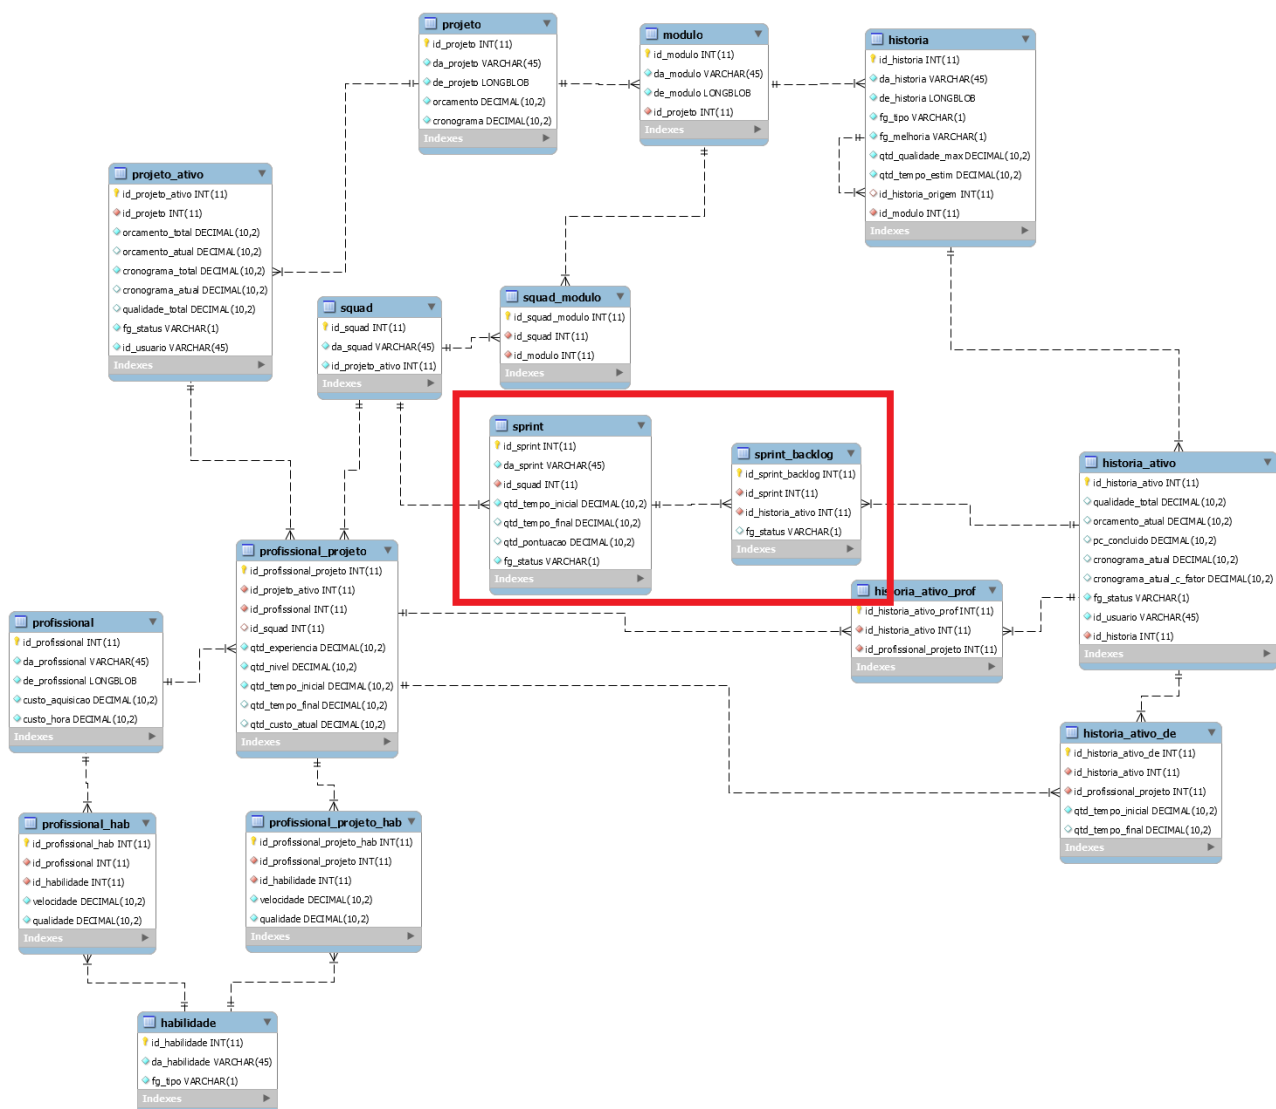 projeto
id_projeto INT(11)
da_projeto VARCHAR(45)
de_projeto LONGBLOB
orcamento DECIMAL(10,2)
cronograma DECIMAL(10,2)
Indexes
modulo
id_modulo INT(11)
da_modulo VARCHAR(45)
de_modulo LONGBLOB
id_projeto INT(11)
Indexes
historia
id_historia INT(11)
da_historia VARCHAR(45)
de_historia LONGBLOB
fg_tipo VARCHAR(1)
fg_melhoria VARCHAR(1)
qtd_qualidade_max DECIMAL(10,2)
qtd_tempo_estim DECIMAL(10,2)
id_historia_origem INT(11)
id_modulo INT(11)
Indexes
projeto_ativo
id_projeto_ativo INT(11)
id_projeto INT(11)
orcamento_total DECIMAL(10,2)
orcamento_atual DECIMAL(10,2)
cronograma_total DECIMAL(10,2)
cronograma_atual DECIMAL(10,2)
qualidade_total DECIMAL(10,2)
fg_status VARCHAR(1)
id_usuario VARCHAR(45)
Indexes
squad
id_squad INT(11)
da_squad VARCHAR(45)
id_projeto_ativo INT(11)
Indexes
squad_modulo
id_squad_modulo INT(11)
id_squad INT(11)
id_modulo INT(11)
Indexes
sprint
id_sprint INT(11)
da_sprint VARCHAR(45)
id_squad INT(11)
qtd_tempo_inicial DECIMAL(10,2)
qtd_tempo_final DECIMAL(10,2)
qtd_pontuacao DECIMAL(10,2)
fg_status VARCHAR(1)
Indexes
sprint_backlog
id_sprint_backlog INT(11)
id_sprint INT(11)
id_historia_ativo INT(11)
fg_status VARCHAR(1)
Indexes
historia_ativo
id_historia_ativo INT(11)
qualidade_total DECIMAL(10,2)
orcamento_atual DECIMAL(10,2)
pc_concluido DECIMAL(10,2)
cronograma_atual DECIMAL(10,2)
cronograma_atual_c_fator DECIMAL(10,2)
fg_status VARCHAR(1)
id_usuario VARCHAR(45)
id_historia INT(11)
Indexes
profissional_projeto
id_profissional_projeto INT(11)
id_projeto_ativo INT(11)
id_profissional INT(11)
id_squad INT(11)
qtd_experiencia DECIMAL(10,2)
qtd_nivel DECIMAL(10,2)
qtd_tempo_inicial DECIMAL(10,2)
qtd_tempo_final DECIMAL(10,2)
qtd_custo_atual DECIMAL(10,2)
Indexes
historia_ativo_prof
id_historia_ativo_prof INT(11)
id_historia_ativo INT(11)
id_profissional_projeto INT(11)
Indexes
profissional
id_profissional INT(11)
da_profissional VARCHAR(45)
de_profissional LONGBLOB
custo_aquisicao DECIMAL(10,2)
custo_hora DECIMAL(10,2)
Indexes
historia_ativo_de
id_historia_ativo_de INT(11)
id_historia_ativo INT(11)
id_profissional_projeto INT(11)
qtd_tempo_inicial DECIMAL(10,2)
qtd_tempo_final DECIMAL(10,2)
Indexes
profissional_hab
id_profissional_hab INT(11)
id_profissional INT(11)
id_habilidade INT(11)
velocidade DECIMAL(10,2)
qualidade DECIMAL(10,2)
Indexes
profissional_projeto_hab
id_profissional_projeto_hab INT(11)
id_profissional_projeto INT(11)
id_habilidade INT(11)
velocidade DECIMAL(10,2)
qualidade DECIMAL(10,2)
Indexes
habilidade
id_habilidade INT(11)
da_habilidade VARCHAR(45)
fg_tipo VARCHAR(1)
Indexes